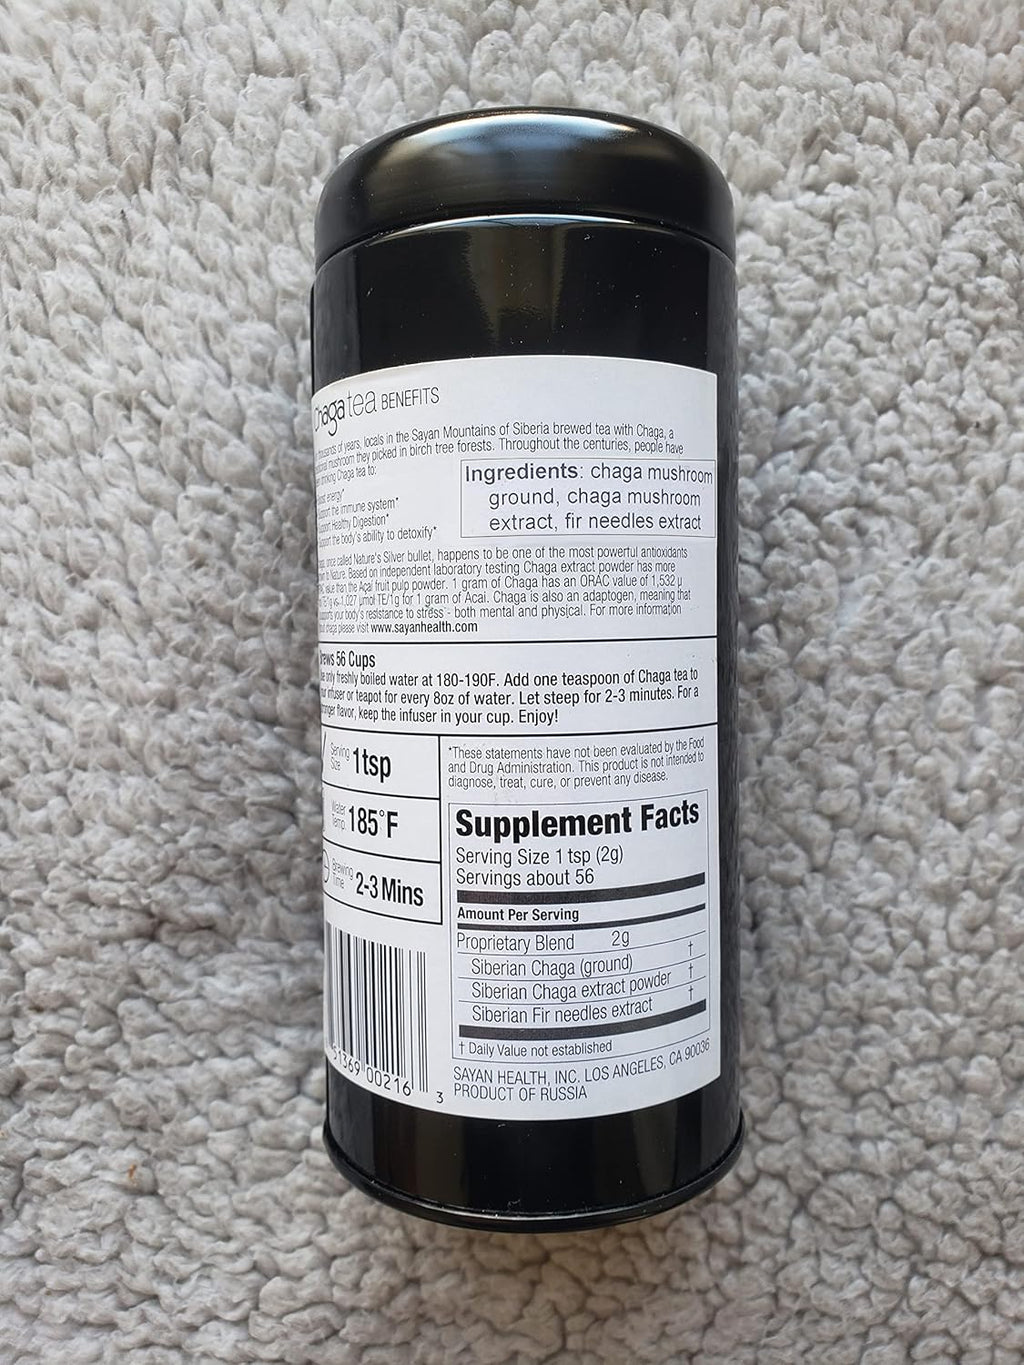 Chaga tea BENEFITS
of years, locals in the Sayan Mountains of Siberia brewed tea with Chaga, a
mushroom they picked in birch tree forests. Throughout the centuries, people have
drinking Chaga tea to:
energy*
the immune system*
Healthy Digestion*
the body's ability to detoxify*
Ingredients: chaga mushroom
ground, chaga mushroom
extract, fir needles extract
once called Nature's Silver bullet, happens to be one of the most powerful antioxidants
Nature. Based on independent laboratory testing Chaga extract powder has more
value than the Açai fruit pulp powder. 1 gram of Chaga has an ORAC value of 1,532 µ
1,027 µmol TE/1g for 1 gram of Acai. Chaga is also an adaptogen, meaning that
your body's resistance to stress - both mental and physical. For more information
chaga please visit www.sayanhealth.com
56 Cups
only freshly boiled water at 180-190F. Add one teaspoon of Chaga tea to
infuser or teapot for every 8oz of water. Let steep for 2-3 minutes. For a
flavor, keep the infuser in your cup. Enjoy!
Serving Size 1 tsp
Water Temp. 185°F
Brewing Time 2-3 Mins
*These statements have not been evaluated by the Food
and Drug Administration. This product is not intended to
diagnose, treat, cure, or prevent any disease.
Supplement Facts
Serving Size 1 tsp (2g)
Servings about 56
Amount Per Serving
Proprietary Blend 2g
Siberian Chaga (ground) †
Siberian Chaga extract powder †
Siberian Fir needles extract †
† Daily Value not established
51369 00216 3
SAYAN HEALTH, INC. LOS ANGELES, CA 90036
PRODUCT OF RUSSIA